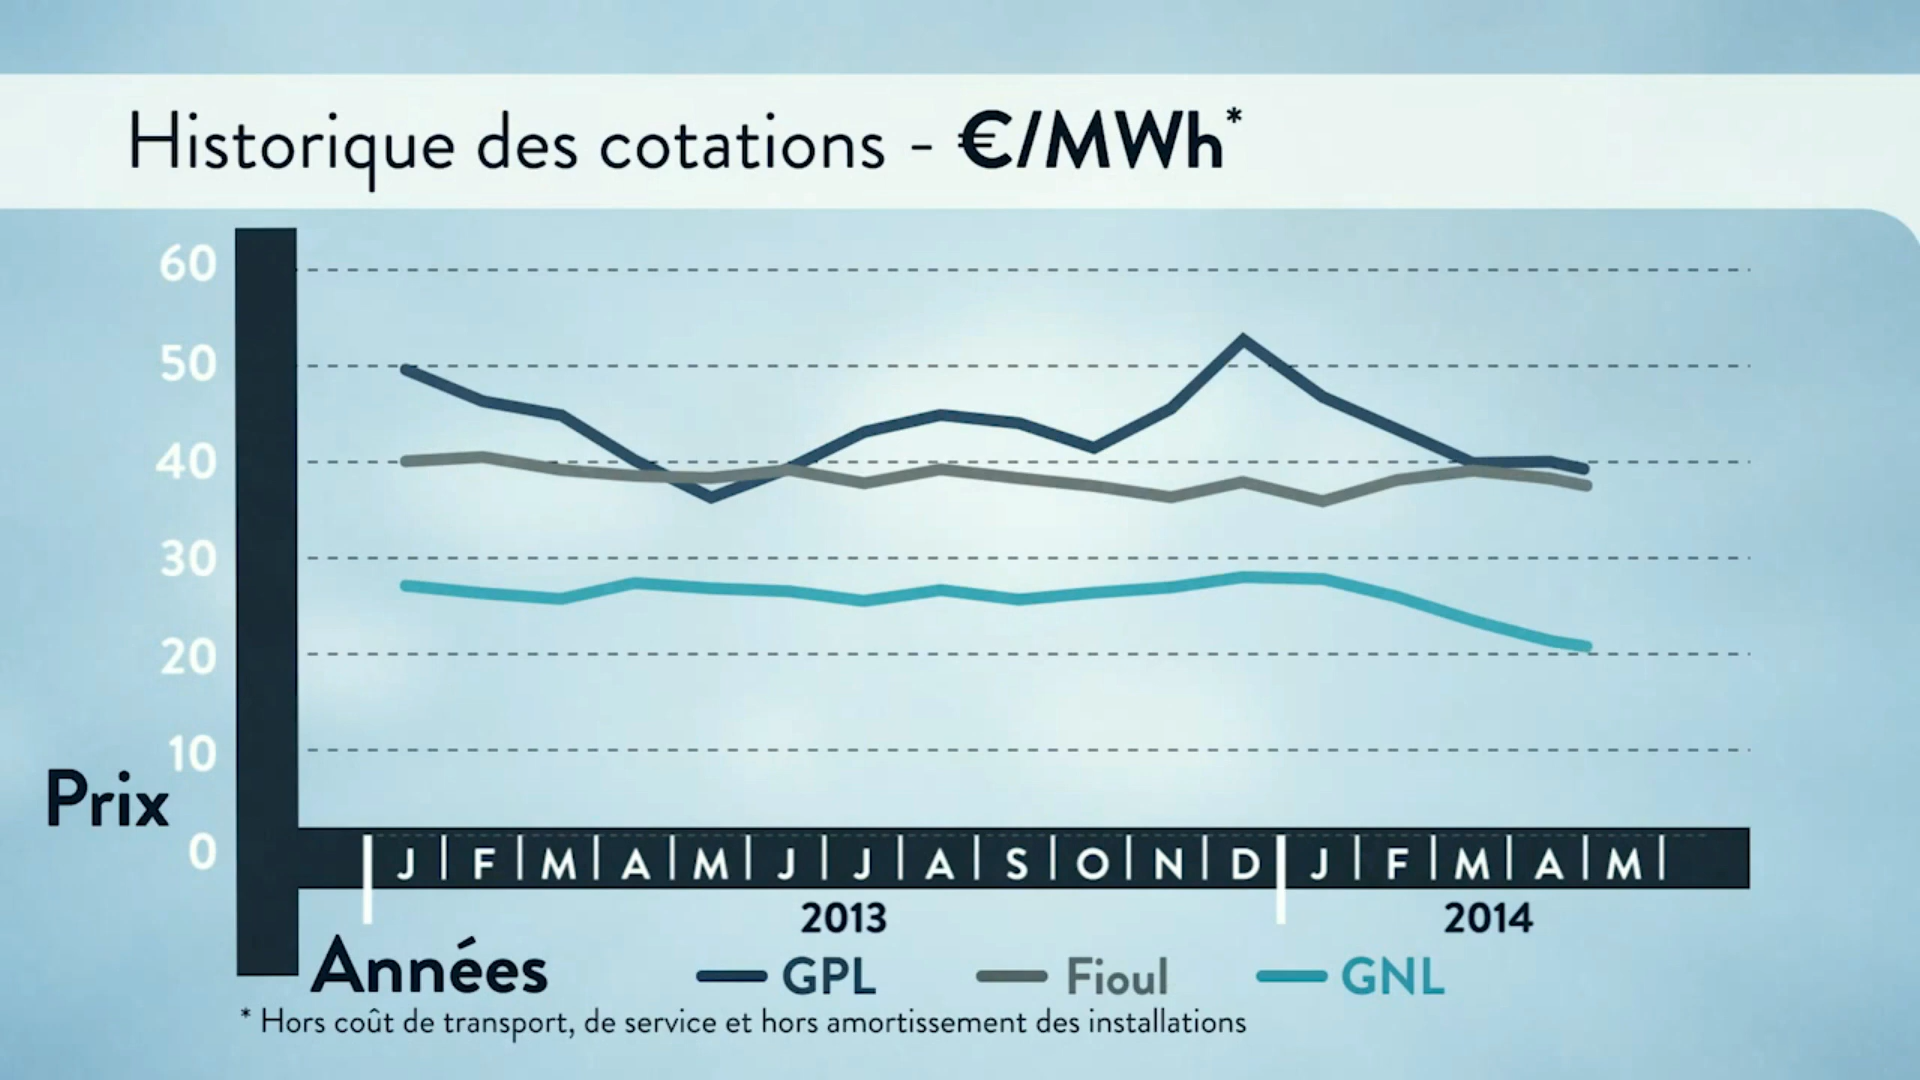 Historique des cotations - €/MWh*
60
50
40
30
20
10
Prix
0
J F M A M J J A S O N D J F M A M
2013 2014
Années GPL Fioul GNL
* Hors coût de transport, de service et hors amortissement des installations